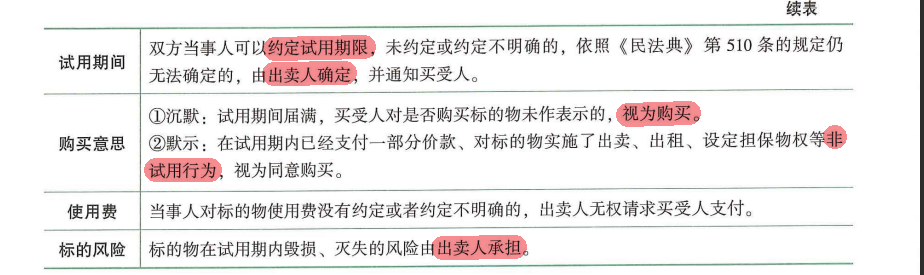 续表
试用期间
双方当事人可以约定试用期限，未约定或约定不明确的，依照《民法典》第 510 条的规定仍
无法确定的，由出卖人确定，并通知买受人。
购买意思
①沉默：试用期间届满，买受人对是否购买标的物未作表示的，视为购买。
②默示：在试用期内已经支付一部分价款、对标的物实施了出卖、出租、设定担保物权等非
试用行为，视为同意购买。
使用费
当事人对标的物使用费没有约定或者约定不明确的，出卖人无权请求买受人支付。
标的风险
标的物在试用期内毁损、灭失的风险由出卖人承担。